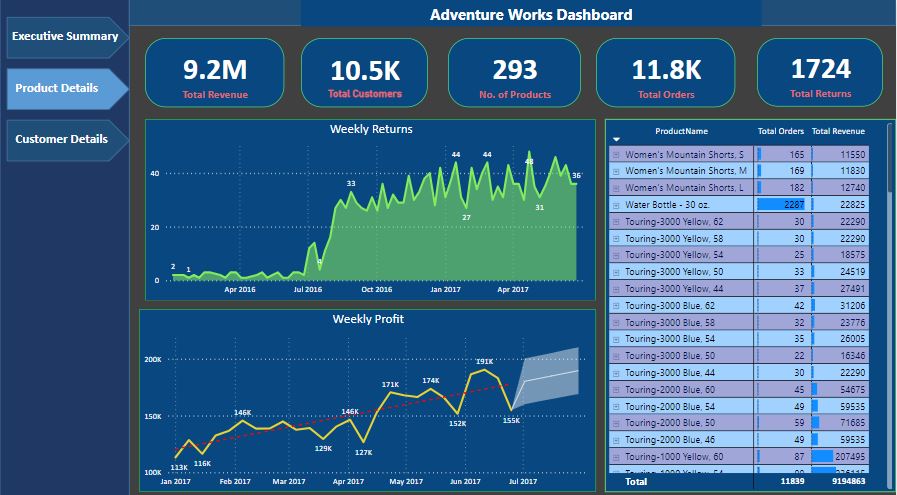 Adventure Works Dashboard
Executive Summary
Product Details
Customer Details
9.2M
Total Revenue
10.5K
Total Customers
293
No. of Products
11.8K
Total Orders
1724
Total Returns
Weekly Returns
40
20
0
2
1
9
33
44
27
44
48
31
36
Apr 2016
Jul 2016
Oct 2016
Jan 2017
Apr 2017
Weekly Profit
200K
150K
100K
113K
116K
146K
129K
146K
127K
171K
174K
152K
191K
155K
Jan 2017
Feb 2017
Mar 2017
Apr 2017
May 2017
Jun 2017
Jul 2017
ProductName Total Orders Total Revenue
Women's Mountain Shorts, S 165 11550
Women's Mountain Shorts, M 169 11830
Women's Mountain Shorts, L 182 12740
Water Bottle - 30 oz. 2287 22825
Touring-3000 Yellow, 62 30 22290
Touring-3000 Yellow, 58 30 22290
Touring-3000 Yellow, 54 25 18575
Touring-3000 Yellow, 50 33 24519
Touring-3000 Yellow, 44 37 27491
Touring-3000 Blue, 62 42 31206
Touring-3000 Blue, 58 32 23776
Touring-3000 Blue, 54 35 26005
Touring-3000 Blue, 50 22 16346
Touring-3000 Blue, 44 30 22290
Touring-2000 Blue, 60 45 54675
Touring-2000 Blue, 54 49 59535
Touring-2000 Blue, 50 59 71685
Touring-2000 Blue, 46 49 59535
Touring-1000 Yellow, 60 87 207495
Total 11839 9194863